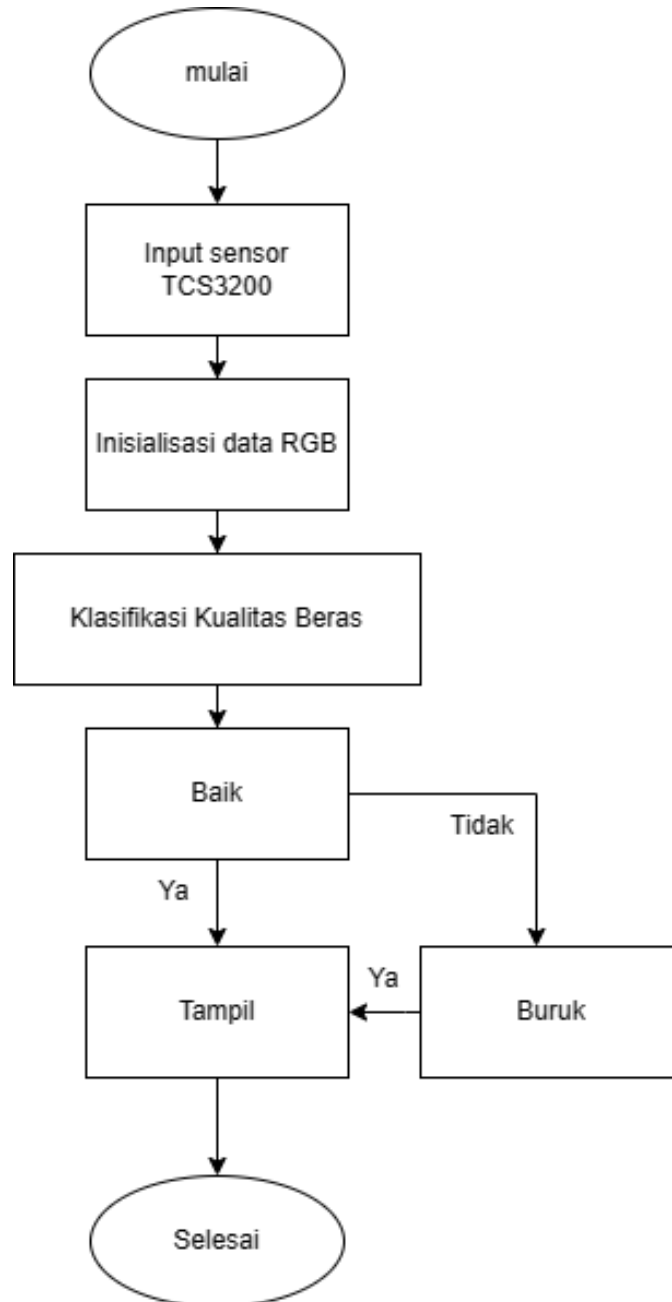 mulai
Input sensor
TCS3200
Inisialisasi data RGB
Klasifikasi Kualitas Beras
Baik
Tidak
Ya
Tampil
Ya
Buruk
Selesai